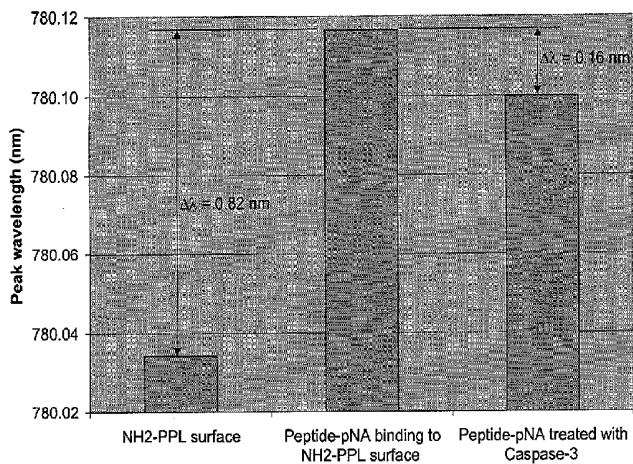 780.12
780.10
780.08
780.06
780.04
780.02
Peak wavelength (nm)
Δλ = 0.82 nm
Δλ = 0.16 nm
NH2-PPL surface
Peptide-pNA binding to
NH2-PPL surface
Peptide-pNA treated with
Caspase-3